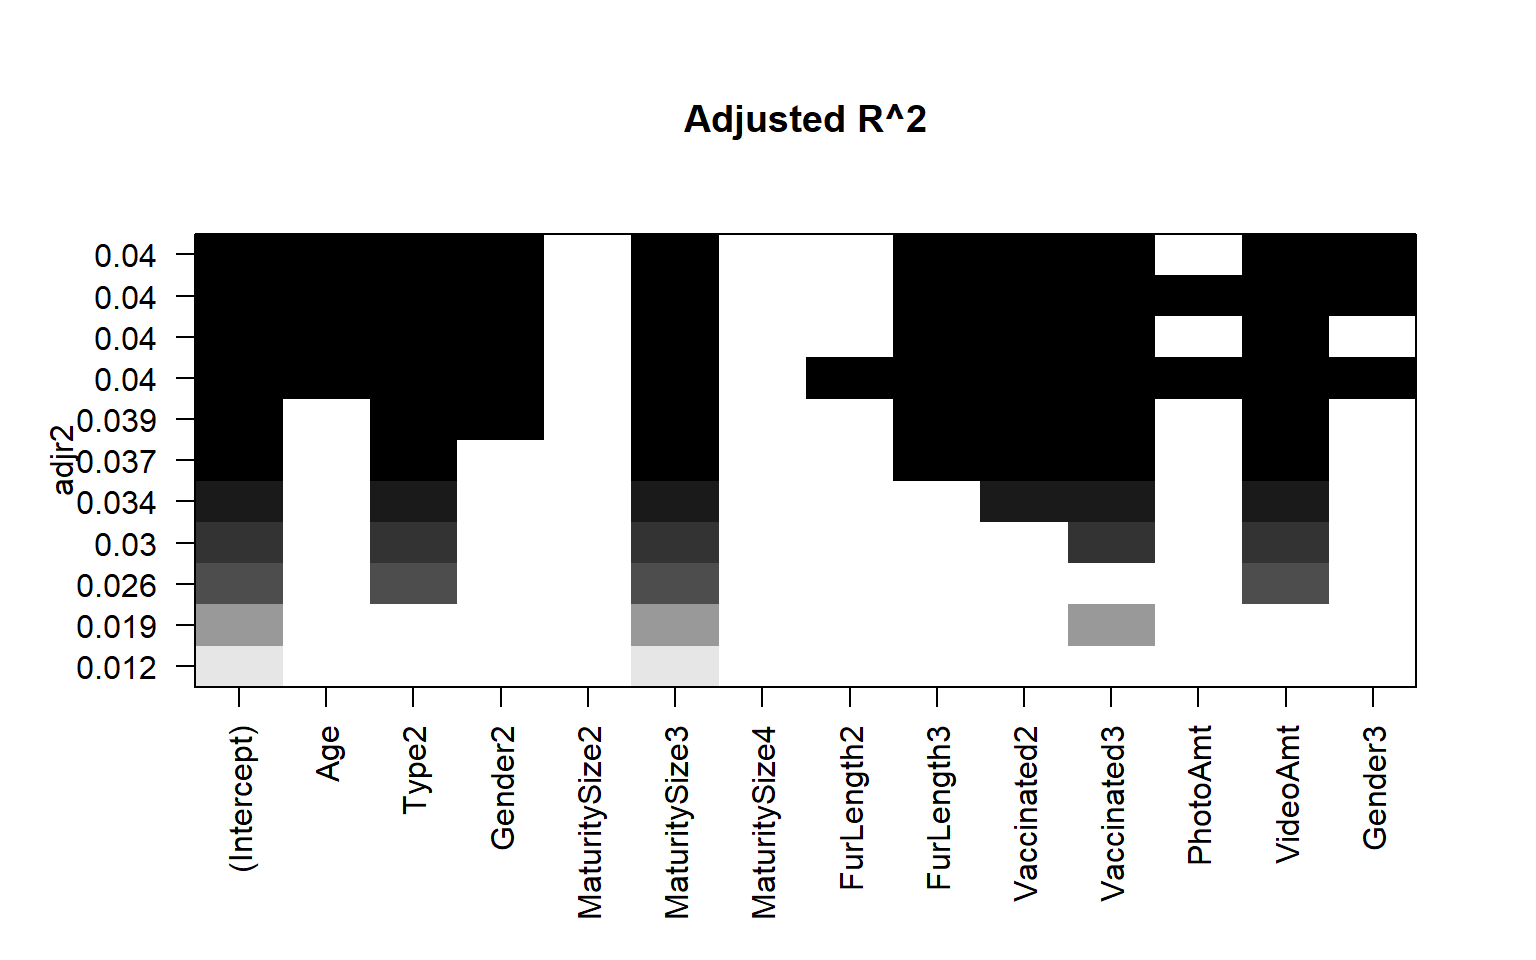 Adjusted R^2
adjr2
0.04
0.04
0.04
0.04
0.039
0.037
0.034
0.03
0.026
0.019
0.012
(Intercept)
Age
Type2
Gender2
MaturitySize2
MaturitySize3
MaturitySize4
FurLength2
FurLength3
Vaccinated2
Vaccinated3
PhotoAmt
VideoAmt
Gender3